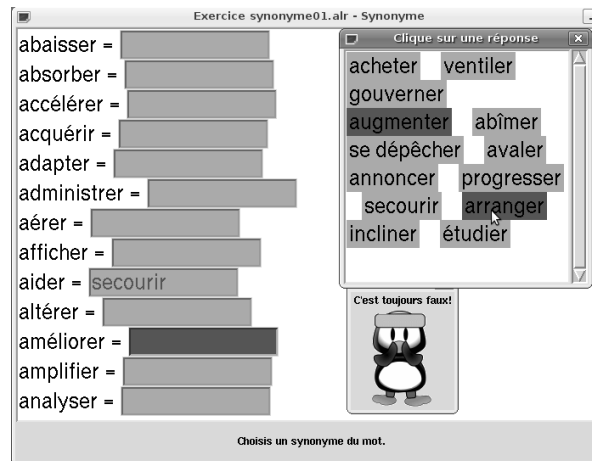 Exercice synonyme01.alr - Synonyme
abaisser =
absorber =
accélérer =
acquérir =
adapter =
administrer =
aérer =
afficher =
aider = secourir
altérer =
améliorer =
amplifier =
analyser =
Clique sur une réponse
acheter ventiler
gouverner
augmenter abîmer
se dépêcher avaler
annoncer progresser
secourir arranger
incliner étudier
C'est toujours faux!
Choisis un synonyme du mot.